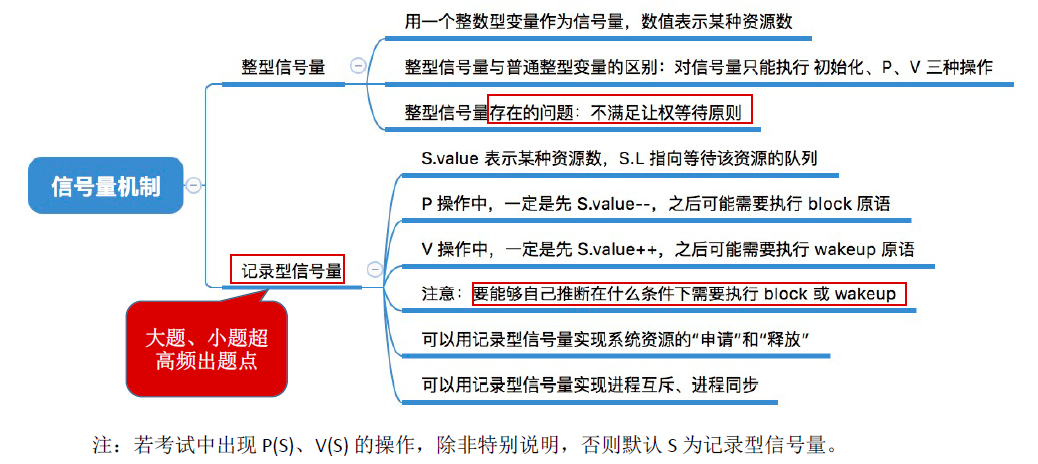 用一个整数型变量作为信号量，数值表示某种资源数
整型信号量
整型信号量与普通整型变量的区别：对信号量只能执行 初始化、P、V 三种操作
整型信号量存在的问题：不满足让权等待原则
信号量机制
S.value 表示某种资源数，S.L 指向等待该资源的队列
P 操作中，一定是先 S.value--，之后可能需要执行 block 原语
V 操作中，一定是先 S.value++，之后可能需要执行 wakeup 原语
记录型信号量
注意：要能够自己推断在什么条件下需要执行 block 或 wakeup
大题、小题超
高频出题点
可以用记录型信号量实现系统资源的“申请”和“释放”
可以用记录型信号量实现进程互斥、进程同步
注：若考试中出现 P(S)、V(S) 的操作，除非特别说明，否则默认 S 为记录型信号量。